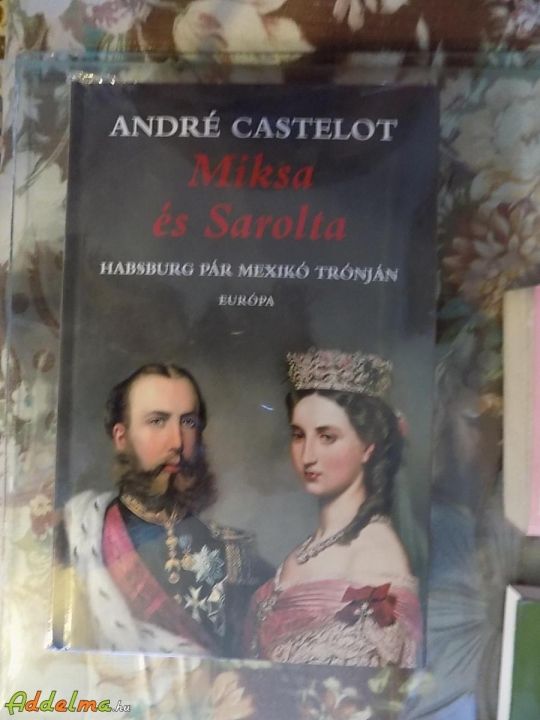 ANDRÉ CASTELOT
Miksa
és Sarolta
HABSBURG PÁR MEXIKÓ TRÓNJÁN
EURÓPA
Addelma.hu